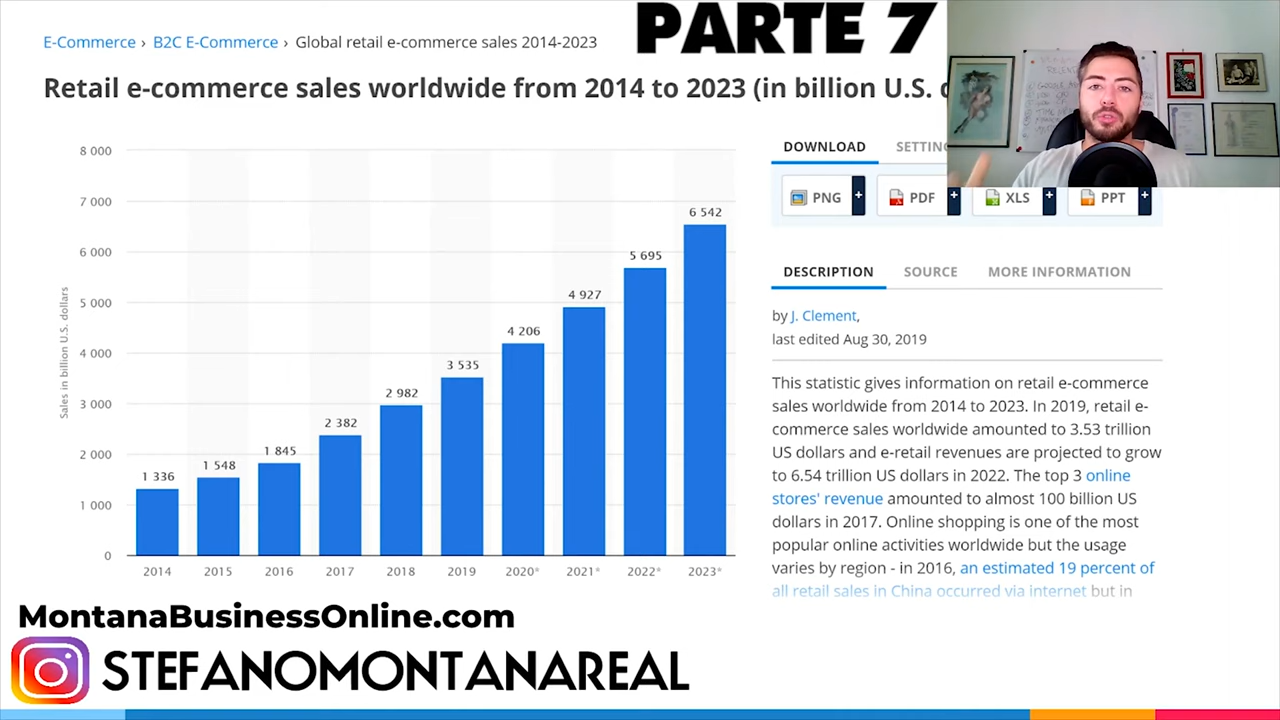 PARTE 7
E-Commerce › B2C E-Commerce › Global retail e-commerce sales 2014-2023
Retail e-commerce sales worldwide from 2014 to 2023 (in billion U.S.
DOWNLOAD
PNG +
PDF +
XLS +
PPT +
Sales in billion U.S. dollars
8 000
7 000
6 000
5 000
4 000
3 000
2 000
1 000
0
1 336
1 548
1 845
2 382
2 982
3 535
4 206
4 927
5 695
6 542
2014
2015
2016
2017
2018
2019
2020*
2021*
2022*
2023*
DESCRIPTION SOURCE MORE INFORMATION
by J. Clement,
last edited Aug 30, 2019
This statistic gives information on retail e-commerce
sales worldwide from 2014 to 2023. In 2019, retail e-
commerce sales worldwide amounted to 3.53 trillion
US dollars and e-retail revenues are projected to grow
to 6.54 trillion US dollars in 2022. The top 3 online
stores' revenue amounted to almost 100 billion US
dollars in 2017. Online shopping is one of the most
popular online activities worldwide but the usage
varies by region - in 2016, an estimated 19 percent of
all retail sales in China occurred via internet but in
MontanaBusinessOnline.com
STEFANOMONTANAREAL